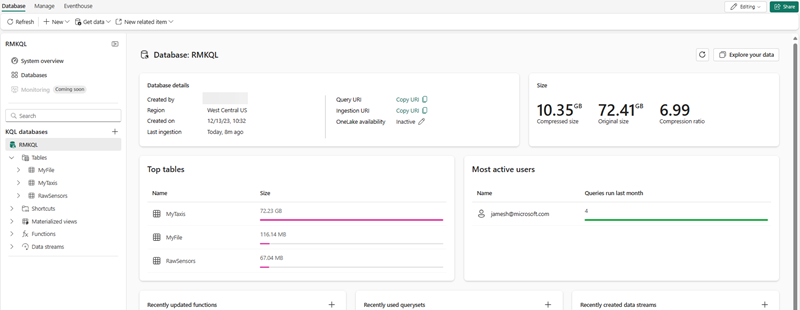 Database Manage Eventhouse Editing Share
Refresh New Get data New related item
RMKQL
System overview
Databases
Monitoring Coming soon
Search
KQL databases
RMKQL
Tables
MyFile
MyTaxis
RawSensors
Shortcuts
Materialized views
Functions
Data streams
Database: RMKQL Explore your data
Database details
Created by
Region West Central US
Created on 12/13/23, 10:32
Last ingestion Today, 8m ago
Query URI Copy URI
Ingestion URI Copy URI
OneLake availability Inactive
Size
10.35 GB 72.41 GB 6.99
Compressed size Original size Compression ratio
Top tables
Name Size
MyTaxis 72.23 GB
MyFile 116.14 MB
RawSensors 67.04 MB
Most active users
Name Queries run last month
jamesh@microsoft.com 4
Recently updated functions Recently used querysets Recently created data streams